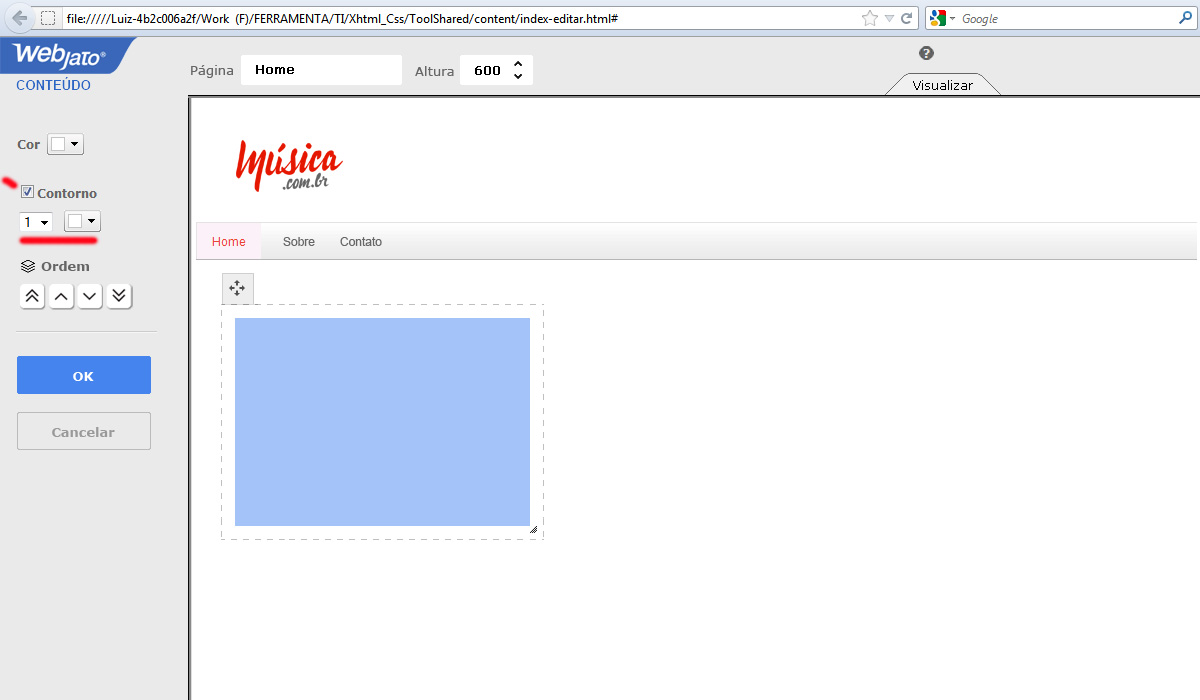 file://///Luiz-4b2c006a2f/Work (F)/FERRAMENTA/TI/Xhtml_Css/ToolShared/content/index-editar.html#
Google
Webjato®
CONTEÚDO
Página
Home
Altura
600
?
Visualizar
Cor
Contorno
1
Ordem
OK
Cancelar
Música
.com.br
Home
Sobre
Contato